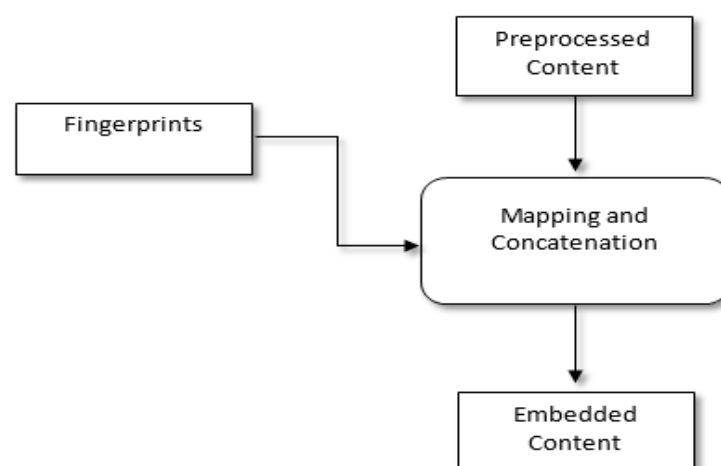 Preprocessed
Content
Fingerprints
Mapping and
Concatenation
Embedded
Content